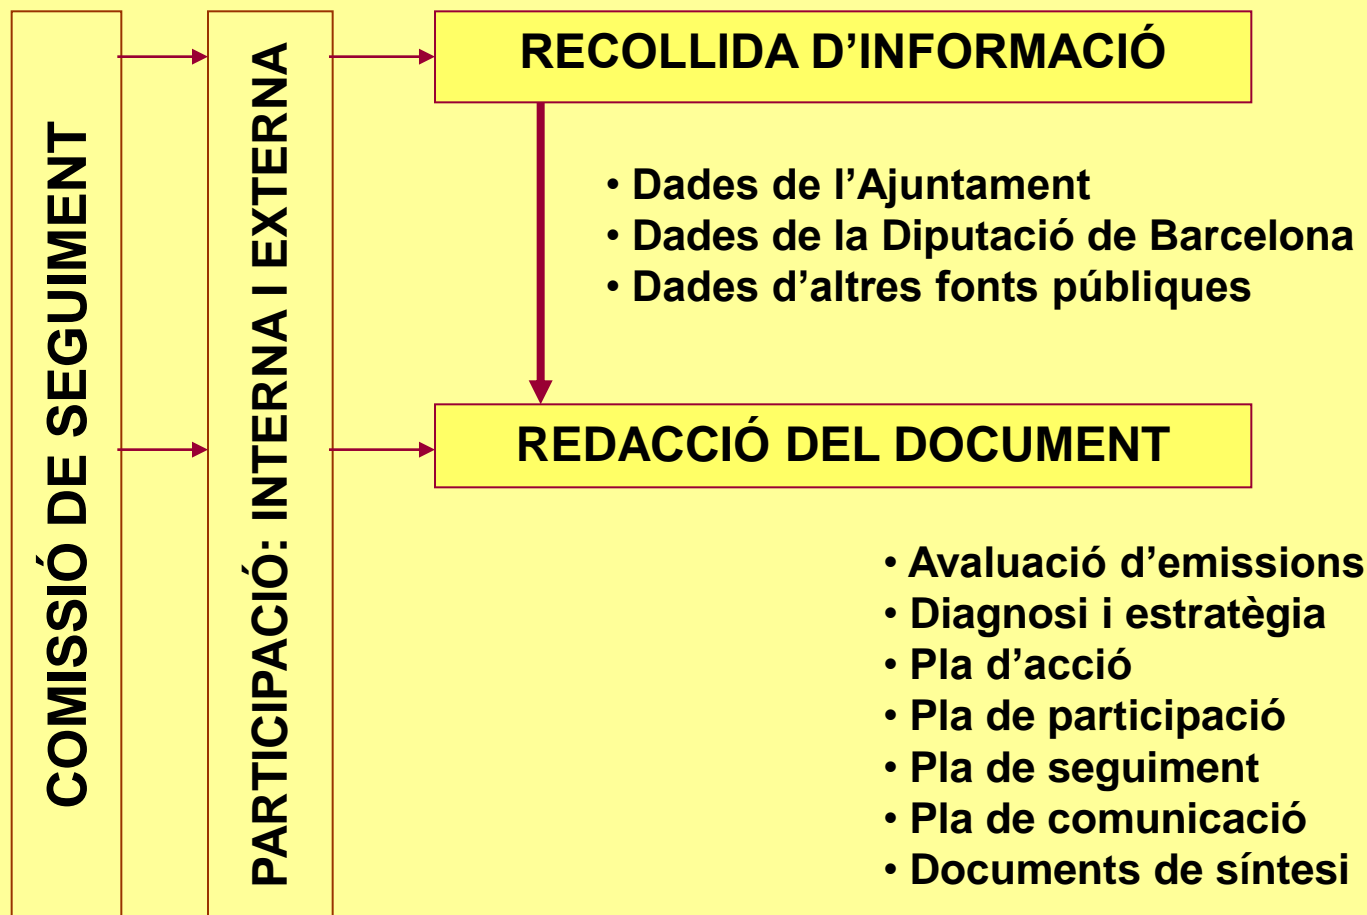 COMISSIÓ DE SEGUIMENT
PARTICIPACIÓ: INTERNA I EXTERNA
RECOLLIDA D’INFORMACIÓ
• Dades de l’Ajuntament
• Dades de la Diputació de Barcelona
• Dades d’altres fonts públiques
REDACCIÓ DEL DOCUMENT
• Avaluació d’emissions
• Diagnosi i estratègia
• Pla d’acció
• Pla de participació
• Pla de seguiment
• Pla de comunicació
• Documents de síntesi